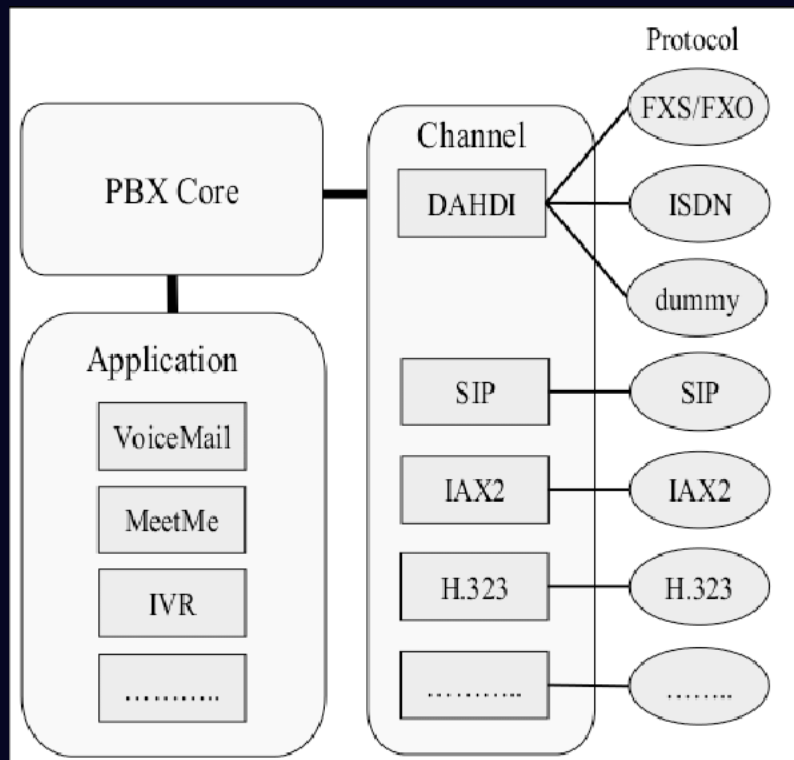 Protocol
PBX Core
Channel
DAHDI
FXS/FXO
ISDN
dummy
SIP
SIP
IAX2
IAX2
H.323
H.323
………..
……..
Application
VoiceMail
MeetMe
IVR
………..